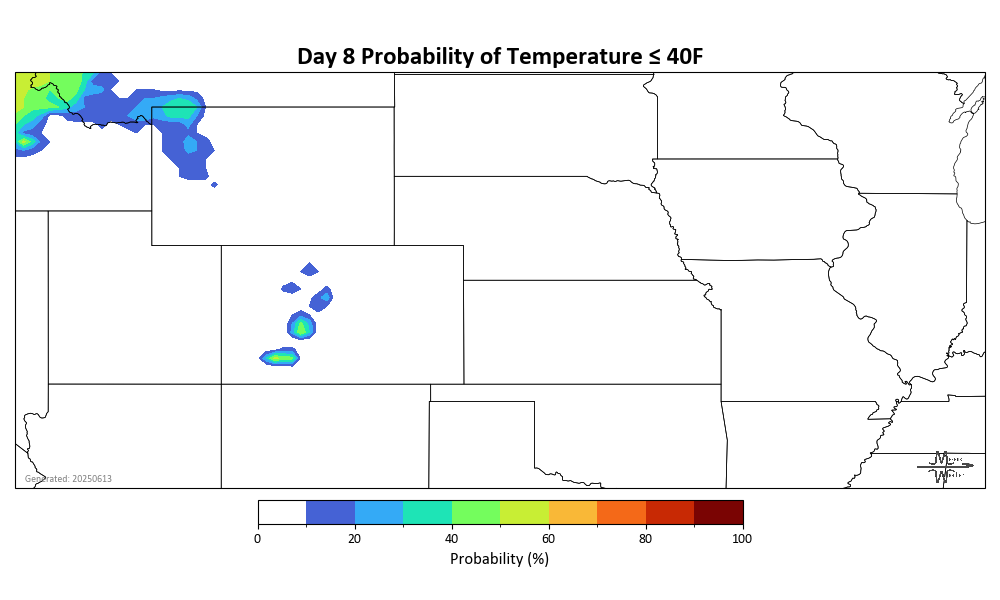 Day 8 Probability of Temperature ≤ 40F
Generated: 20250613
0 20 40 60 80 100
Probability (%)